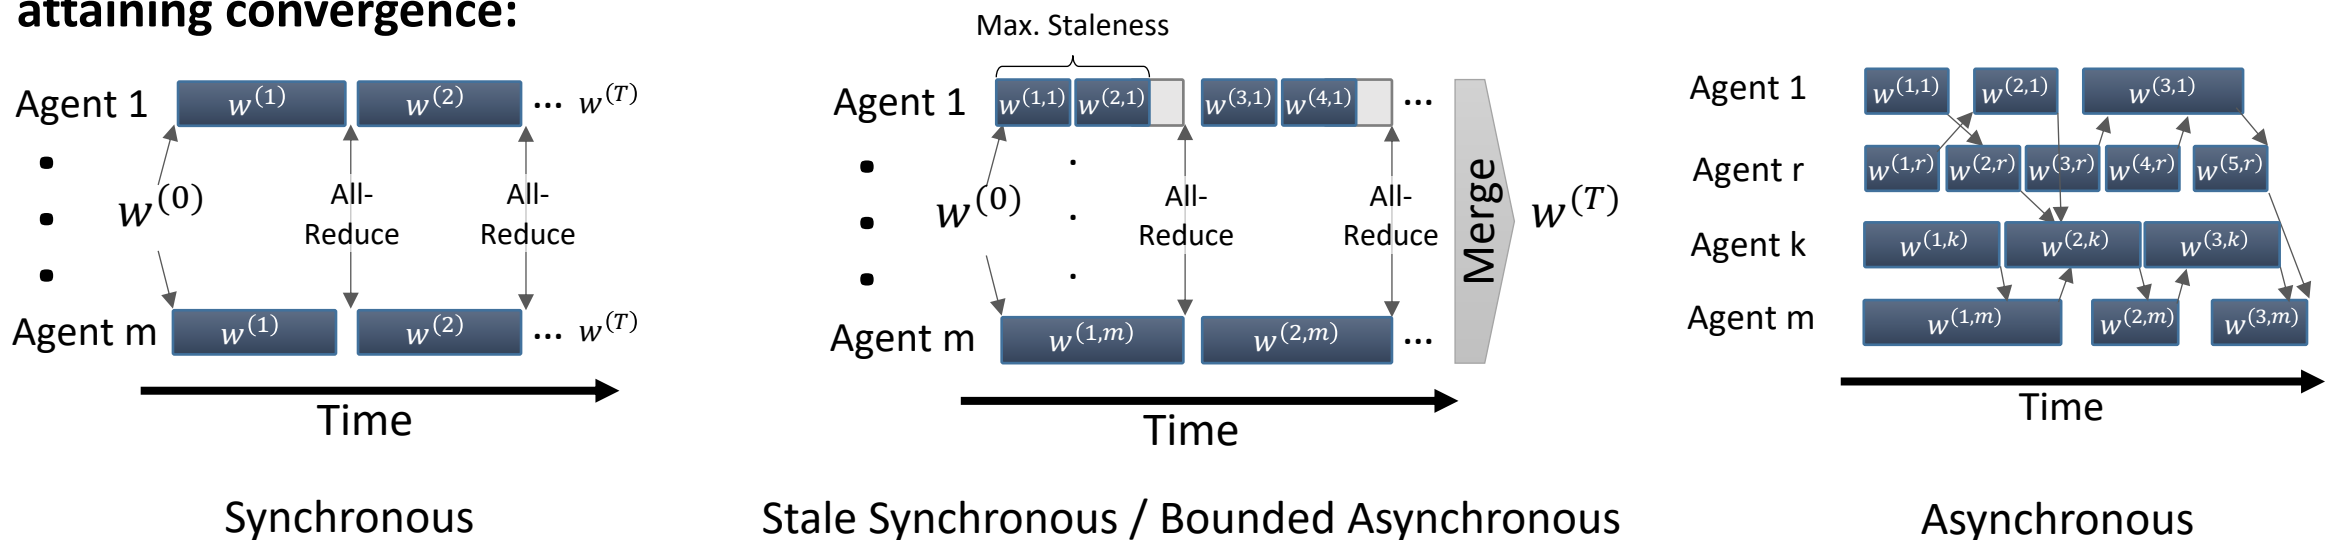 attaining convergence:
Agent 1 w^(1) w^(2) ... w^(T)
w^(0) All-Reduce All-Reduce
Agent m w^(1) w^(2) ... w^(T)
Time
Synchronous
Max. Staleness
Agent 1 w^(1,1) w^(2,1) w^(3,1) w^(4,1) ...
w^(0) All-Reduce All-Reduce Merge w^(T)
Agent m w^(1,m) w^(2,m) ...
Time
Stale Synchronous / Bounded Asynchronous
Agent 1 w^(1,1) w^(2,1) w^(3,1)
Agent r w^(1,r) w^(2,r) w^(3,r) w^(4,r) w^(5,r)
Agent k w^(1,k) w^(2,k) w^(3,k)
Agent m w^(1,m) w^(2,m) w^(3,m)
Time
Asynchronous